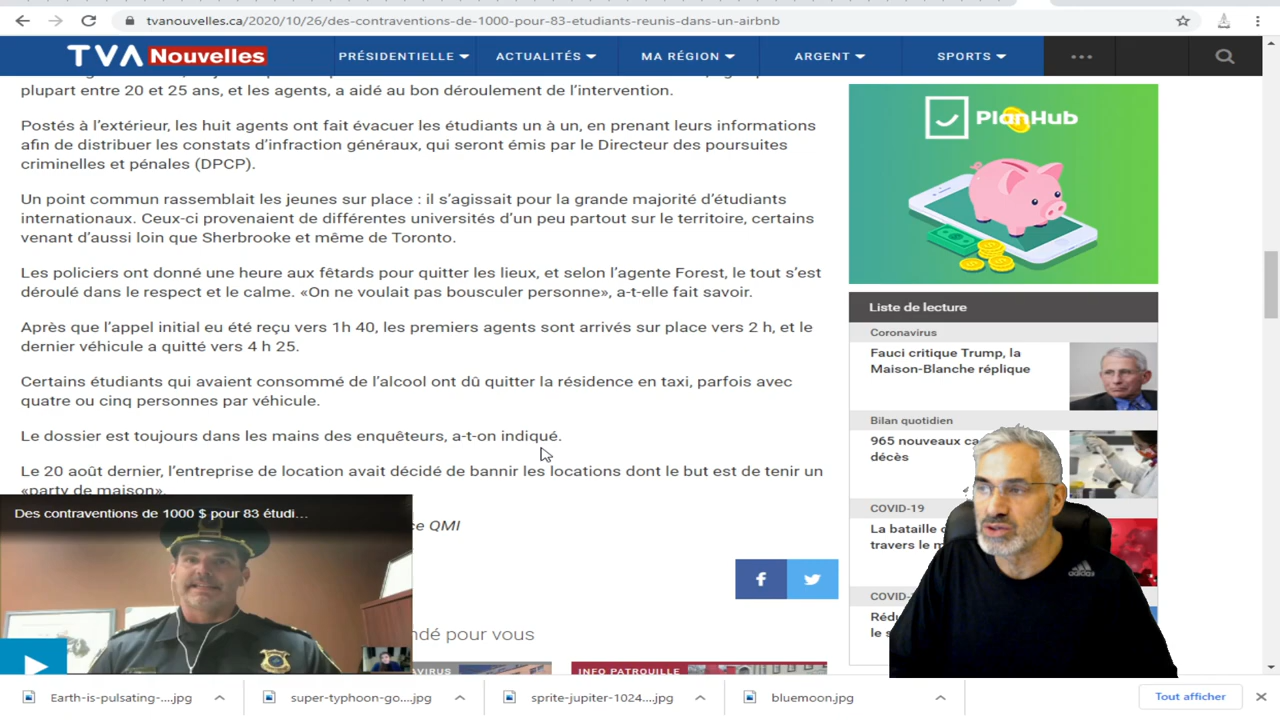 tvanouvelles.ca/2020/10/26/des-contraventions-de-1000-pour-83-etudiants-reunis-dans-un-airbnb
TVA Nouvelles
PRÉSIDENTIELLE
ACTUALITÉS
MA RÉGION
ARGENT
SPORTS
plupart entre 20 et 25 ans, et les agents, a aidé au bon déroulement de l’intervention.
Postés à l’extérieur, les huit agents ont fait évacuer les étudiants un à un, en prenant leurs informations
afin de distribuer les constats d’infraction généraux, qui seront émis par le Directeur des poursuites
criminelles et pénales (DPCP).
Un point commun rassemblait les jeunes sur place : il s’agissait pour la grande majorité d’étudiants
internationaux. Ceux-ci provenaient de différentes universités d’un peu partout sur le territoire, certains
venant d’aussi loin que Sherbrooke et même de Toronto.
Les policiers ont donné une heure aux fêtards pour quitter les lieux, et selon l’agente Forest, le tout s’est
déroulé dans le respect et le calme. «On ne voulait pas bousculer personne», a-t-elle fait savoir.
Après que l’appel initial eu été reçu vers 1h 40, les premiers agents sont arrivés sur place vers 2 h, et le
dernier véhicule a quitté vers 4 h 25.
Certains étudiants qui avaient consommé de l’alcool ont dû quitter la résidence en taxi, parfois avec
quatre ou cinq personnes par véhicule.
Le dossier est toujours dans les mains des enquêteurs, a-t-on indiqué.
Le 20 août dernier, l’entreprise de location avait décidé de bannir les locations dont le but est de tenir un
«party de maison».
Des contraventions de 1000 $ pour 83 étudi...
ce QMI
ndé pour vous
AVIRUS
INFO PATROUILLE
PlanHub
Liste de lecture
Coronavirus
Fauci critique Trump, la
Maison-Blanche réplique
Bilan quotidien
965 nouveaux ca
décès
COVID-19
La bataille
travers le m
COVID-
Rédu
le s
adidas
Earth-is-pulsating-....jpg
super-typhoon-go....jpg
sprite-jupiter-1024....jpg
bluemoon.jpg
Tout afficher